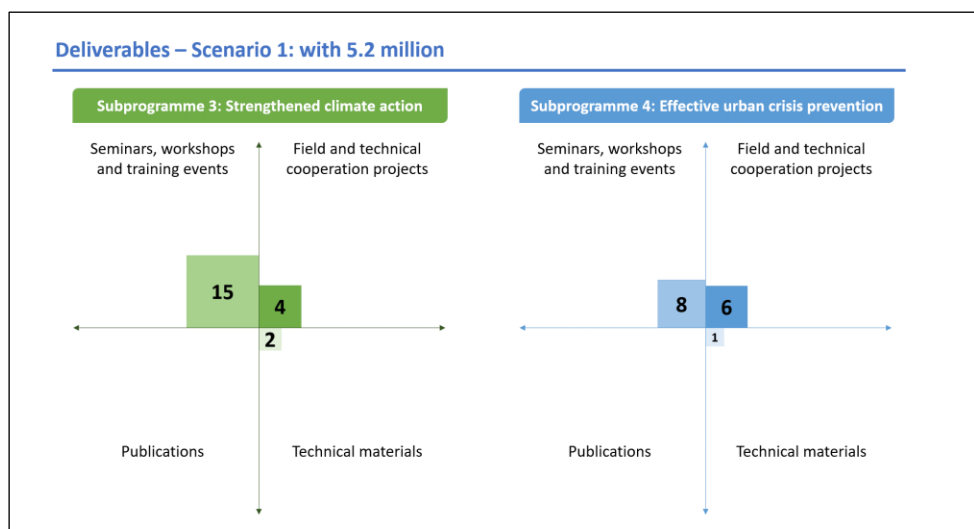 Deliverables – Scenario 1: with 5.2 million
Subprogramme 3: Strengthened climate action
Seminars, workshops
and training events
Field and technical
cooperation projects
15
4
2
Publications
Technical materials
Subprogramme 4: Effective urban crisis prevention
Seminars, workshops
and training events
Field and technical
cooperation projects
8
6
1
Publications
Technical materials